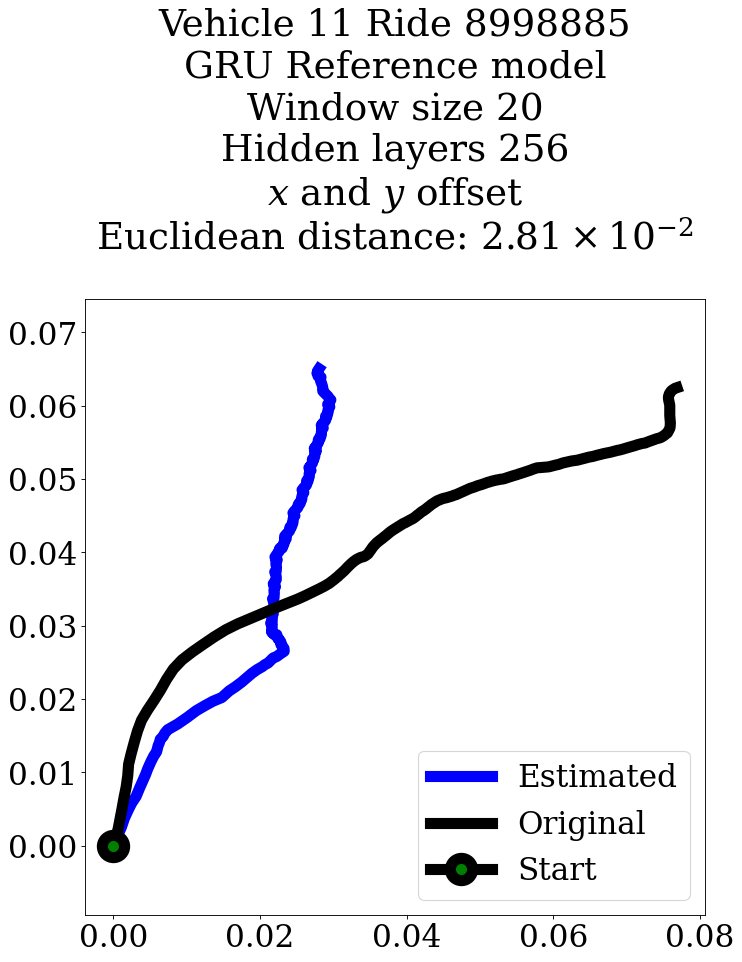 Vehicle 11 Ride 8998885
GRU Reference model
Window size 20
Hidden layers 256
x and y offset
Euclidean distance: 2.81 × 10⁻²
0.07
0.06
0.05
0.04
0.03
0.02
0.01
0.00
Estimated
Original
Start
0.00 0.02 0.04 0.06 0.08